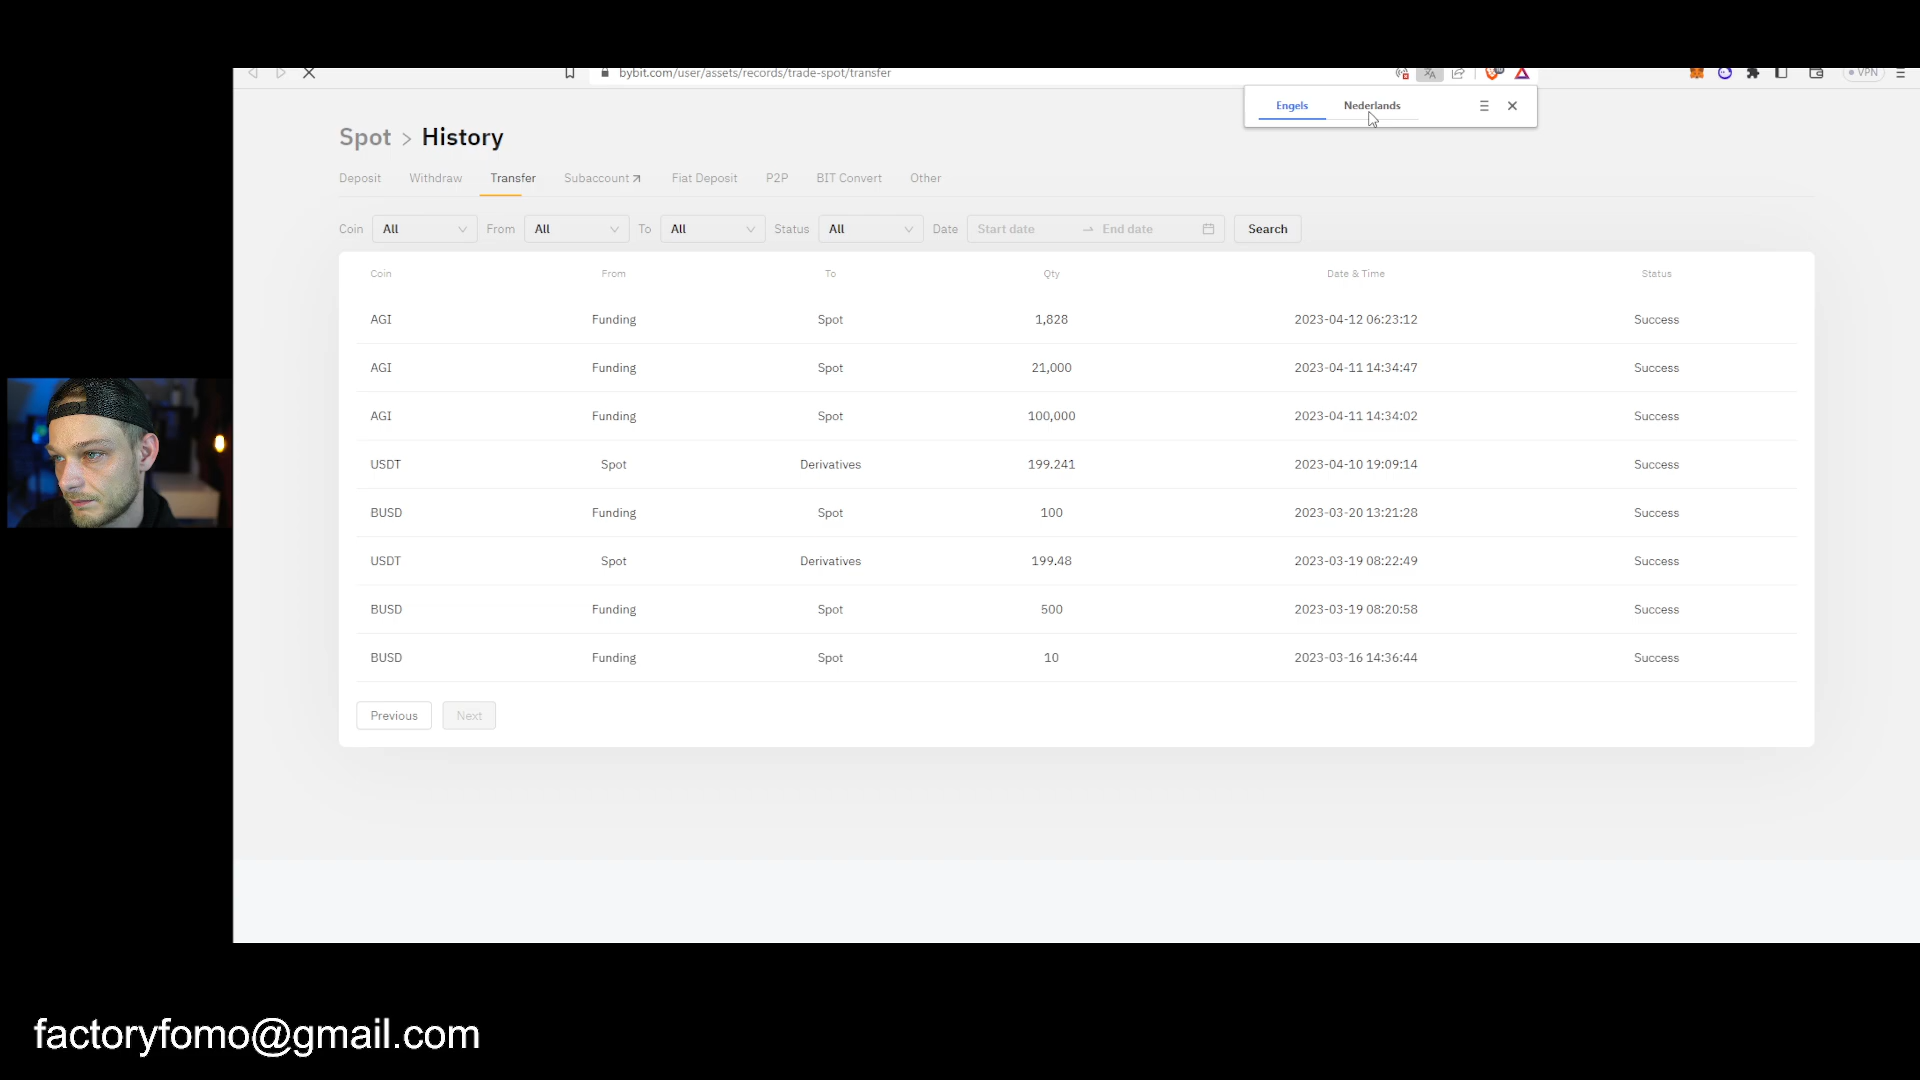 bybit.com/user/assets/records/trade-spot/transfer
VPN
Engels Nederlands
Spot > History
Deposit Withdraw Transfer Subaccount Fiat Deposit P2P BIT Convert Other
Coin All From All To All Status All Date Start date → End date Search
Coin From To Qty Date & Time Status
AGI Funding Spot 1,828 2023-04-12 06:23:12 Success
AGI Funding Spot 21,000 2023-04-11 14:34:47 Success
AGI Funding Spot 100,000 2023-04-11 14:34:02 Success
USDT Spot Derivatives 199.241 2023-04-10 19:09:14 Success
BUSD Funding Spot 100 2023-03-20 13:21:28 Success
USDT Spot Derivatives 199.48 2023-03-19 08:22:49 Success
BUSD Funding Spot 500 2023-03-19 08:20:58 Success
BUSD Funding Spot 10 2023-03-16 14:36:44 Success
Previous Next
factoryfomo@gmail.com